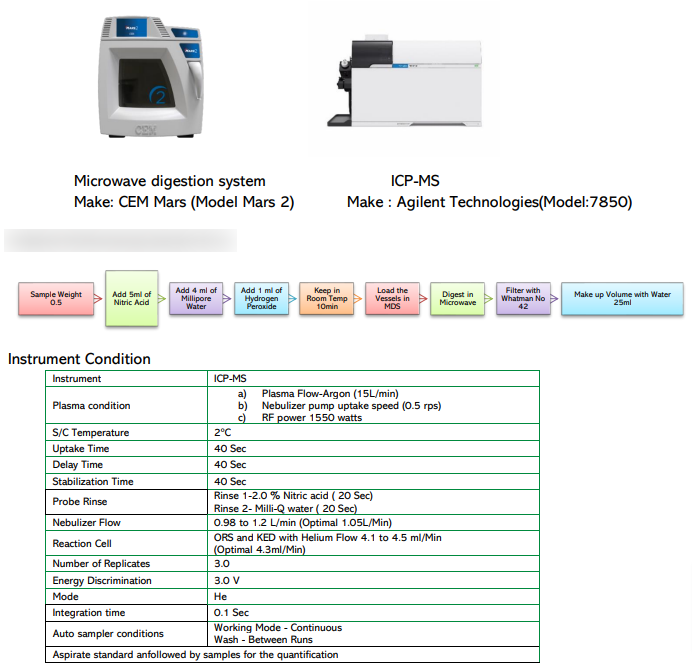 Mars 2
CEM
Microwave digestion system
Make: CEM Mars (Model Mars 2)
ICP-MS
Make : Agilent Technologies(Model:7850)
Sample Weight
0.5
Add 5ml of
Nitric Acid
Add 4 ml of
Millipore
Water
Add 1 ml of
Hydrogen
Peroxide
Keep in
Room Temp
10min
Load the
Vessels in
MDS
Digest in
Microwave
Filter with
Whatman No
42
Make up Volume with Water
25ml
Instrument Condition
Instrument ICP-MS
Plasma condition
a) Plasma Flow-Argon (15L/min)
b) Nebulizer pump uptake speed (0.5 rps)
c) RF power 1550 watts
S/C Temperature 2°C
Uptake Time 40 Sec
Delay Time 40 Sec
Stabilization Time 40 Sec
Probe Rinse
Rinse 1-2.0 % Nitric acid ( 20 Sec)
Rinse 2- Milli-Q water ( 20 Sec)
Nebulizer Flow 0.98 to 1.2 L/min (Optimal 1.05L/Min)
Reaction Cell
ORS and KED with Helium Flow 4.1 to 4.5 ml/Min
(Optimal 4.3ml/Min)
Number of Replicates 3.0
Energy Discrimination 3.0 V
Mode He
Integration time 0.1 Sec
Auto sampler conditions
Working Mode - Continuous
Wash - Between Runs
Aspirate standard anfollowed by samples for the quantification